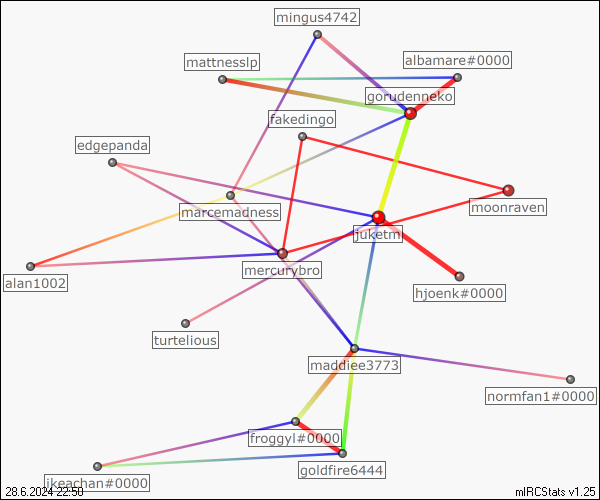 mingus4742
mattnesslp
albamare#0000
gorudenneko
fakedingo
edgepanda
moonraven
marcemadness
juketm
mercurybro
alan1002
hjoenk#0000
turtelious
maddiee3773
normfan1#0000
froggyl#0000
goldfire6444
ikeachan#0000
28.6.2024 22:50
mIRCStats v1.25